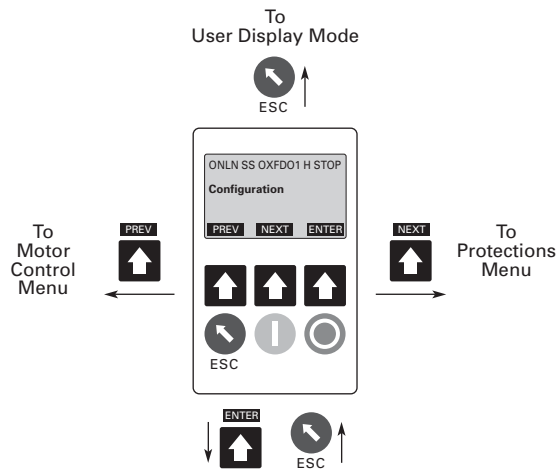 To
User Display Mode
ESC
ONLN SS OXFDO1 H STOP
Configuration
PREV NEXT ENTER
ESC
To
Motor
Control
Menu
PREV
NEXT
To
Protections
Menu
ENTER
ESC